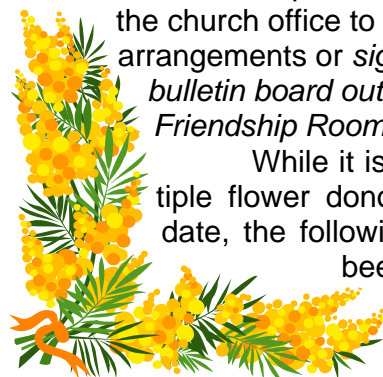 the church office to
arrangements or sig
bulletin board out
Friendship Room
While it is
tiple flower dono
date, the followi
bee